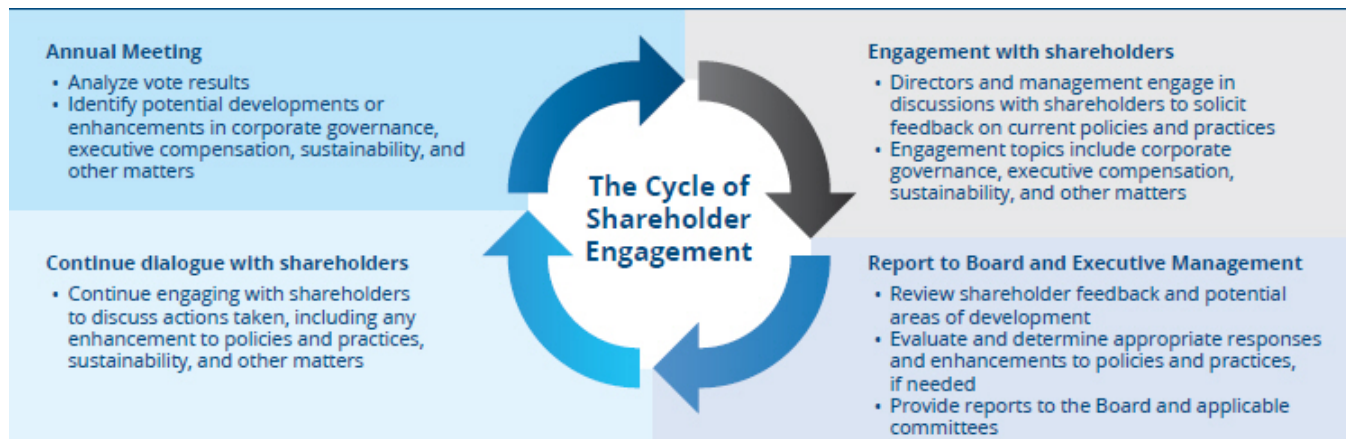 Annual Meeting
• Analyze vote results
• Identify potential developments or
enhancements in corporate governance,
executive compensation, sustainability, and
other matters
Engagement with shareholders
• Directors and management engage in
discussions with shareholders to solicit
feedback on current policies and practices
• Engagement topics include corporate
governance, executive compensation,
sustainability, and other matters
The Cycle of
Shareholder
Engagement
Continue dialogue with shareholders
• Continue engaging with shareholders
to discuss actions taken, including any
enhancement to policies and practices,
sustainability, and other matters
Report to Board and Executive Management
• Review shareholder feedback and potential
areas of development
• Evaluate and determine appropriate responses
and enhancements to policies and practices,
if needed
• Provide reports to the Board and applicable
committees